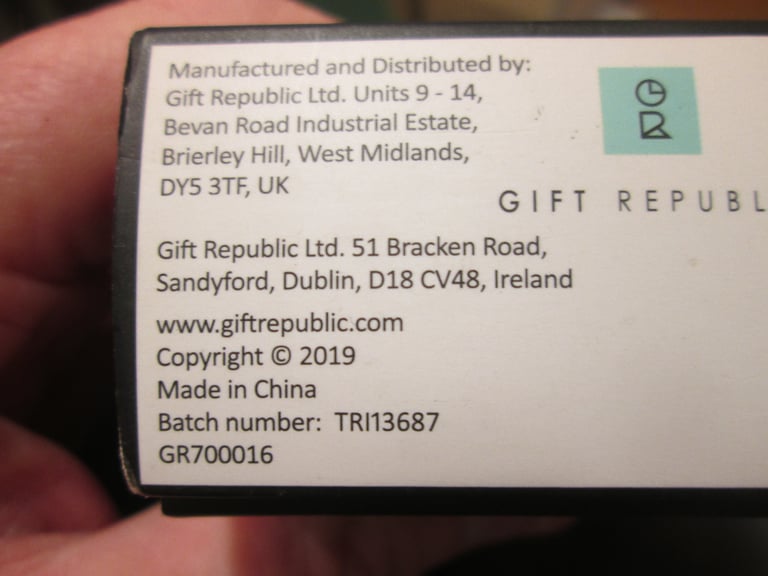 Manufactured and Distributed by:
Gift Republic Ltd. Units 9 - 14,
Bevan Road Industrial Estate,
Brierley Hill, West Midlands,
DY5 3TF, UK
GIFT REPUBL
Gift Republic Ltd. 51 Bracken Road,
Sandyford, Dublin, D18 CV48, Ireland
www.giftrepublic.com
Copyright © 2019
Made in China
Batch number: TRI13687
GR700016